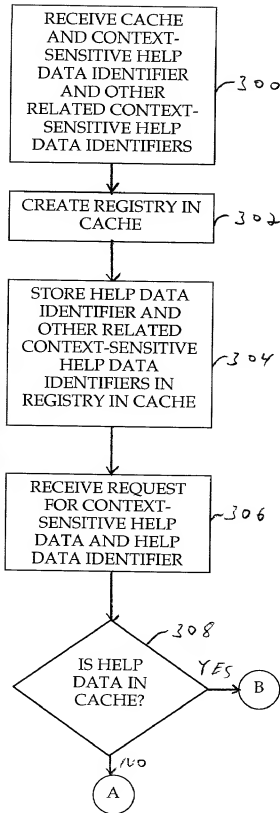 RECEIVE CACHE
AND CONTEXT-
SENSITIVE HELP
DATA IDENTIFIER
AND OTHER
RELATED CONTEXT-
SENSITIVE HELP
DATA IDENTIFIERS
300
CREATE REGISTRY IN
CACHE
302
STORE HELP DATA
IDENTIFIER AND
OTHER RELATED
CONTEXT-SENSITIVE
HELP DATA
IDENTIFIERS IN
REGISTRY IN CACHE
304
RECEIVE REQUEST
FOR CONTEXT-
SENSITIVE HELP
DATA AND HELP
DATA IDENTIFIER
306
308
IS HELP
DATA IN
CACHE?
YES
B
NO
A